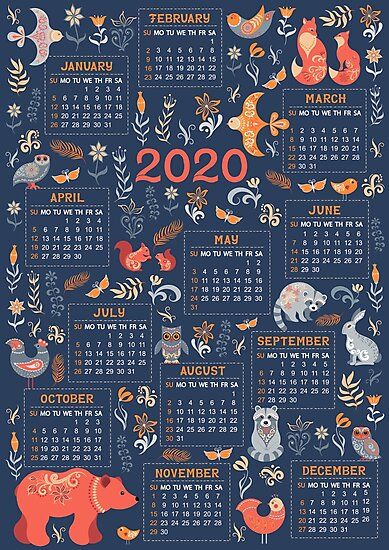 FEBRUARY
SU MO TU WE TH FR SA
1
2 3 4 5 6 7 8
9 10 11 12 13 14 15
16 17 18 19 20 21 22
23 24 25 26 27 28 29
JANUARY
SU MO TU WE TH FR SA
1 2 3 4
5 6 7 8 9 10 11
12 13 14 15 16 17 18
19 20 21 22 23 24 25
26 27 28 29 30 31
MARCH
SU MO TU WE TH FR SA
1 2 3 4 5 6 7
8 9 10 11 12 13 14
15 16 17 18 19 20 21
22 23 24 25 26 27 28
29 30 31
2020
APRIL
SU MO TU WE TH FR SA
1 2 3 4
5 6 7 8 9 10 11
12 13 14 15 16 17 18
19 20 21 22 23 24 25
26 27 28 29 30
JUNE
SU MO TU WE TH FR SA
1 2 3 4 5 6
7 8 9 10 11 12 13
14 15 16 17 18 19 20
21 22 23 24 25 26 27
28 29 30
MAY
SU MO TU WE TH FR SA
1 2
3 4 5 6 7 8 9
10 11 12 13 14 15 16
17 18 19 20 21 22 23
24 25 26 27 28 29 30
31
JULY
SU MO TU WE TH FR SA
1 2 3 4
5 6 7 8 9 10 11
12 13 14 15 16 17 18
19 20 21 22 23 24 25
26 27 28 29 30 31
SEPTEMBER
SU MO TU WE TH FR SA
1 2 3 4 5
6 7 8 9 10 11 12
13 14 15 16 17 18 19
20 21 22 23 24 25 26
27 28 29 30
AUGUST
SU MO TU WE TH FR SA
1
2 3 4 5 6 7 8
9 10 11 12 13 14 15
16 17 18 19 20 21 22
23 24 25 26 27 28 29
30 31
OCTOBER
SU MO TU WE TH FR SA
1 2 3
4 5 6 7 8 9 10
11 12 13 14 15 16 17
18 19 20 21 22 23 24
25 26 27 28 29 30 31
NOVEMBER
SU MO TU WE TH FR SA
1 2 3 4 5 6 7
8 9 10 11 12 13 14
15 16 17 18 19 20 21
22 23 24 25 26 27 28
29 30
DECEMBER
SU MO TU WE TH FR SA
1 2 3 4 5
6 7 8 9 10 11 12
13 14 15 16 17 18 19
20 21 22 23 24 25 26
27 28 29 30 31